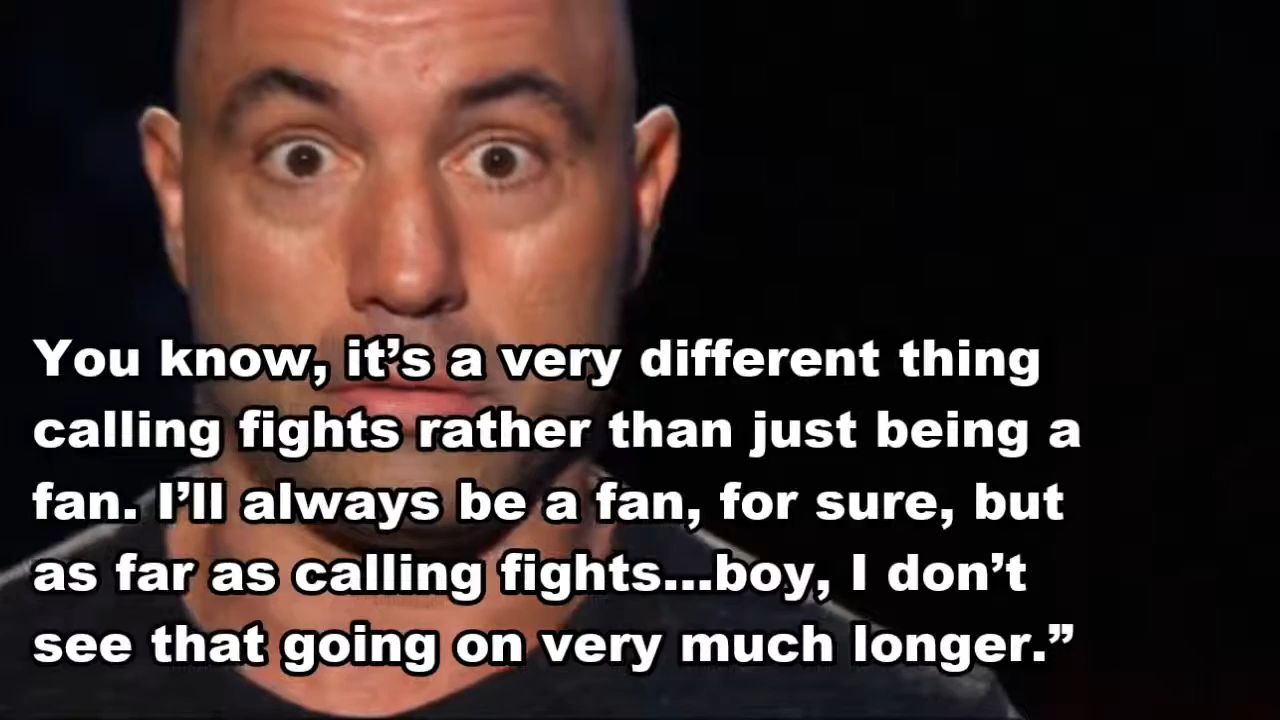 You know, it’s a very different thing
calling fights rather than just being a
fan. I’ll always be a fan, for sure, but
as far as calling fights...boy, I don’t
see that going on very much longer.”